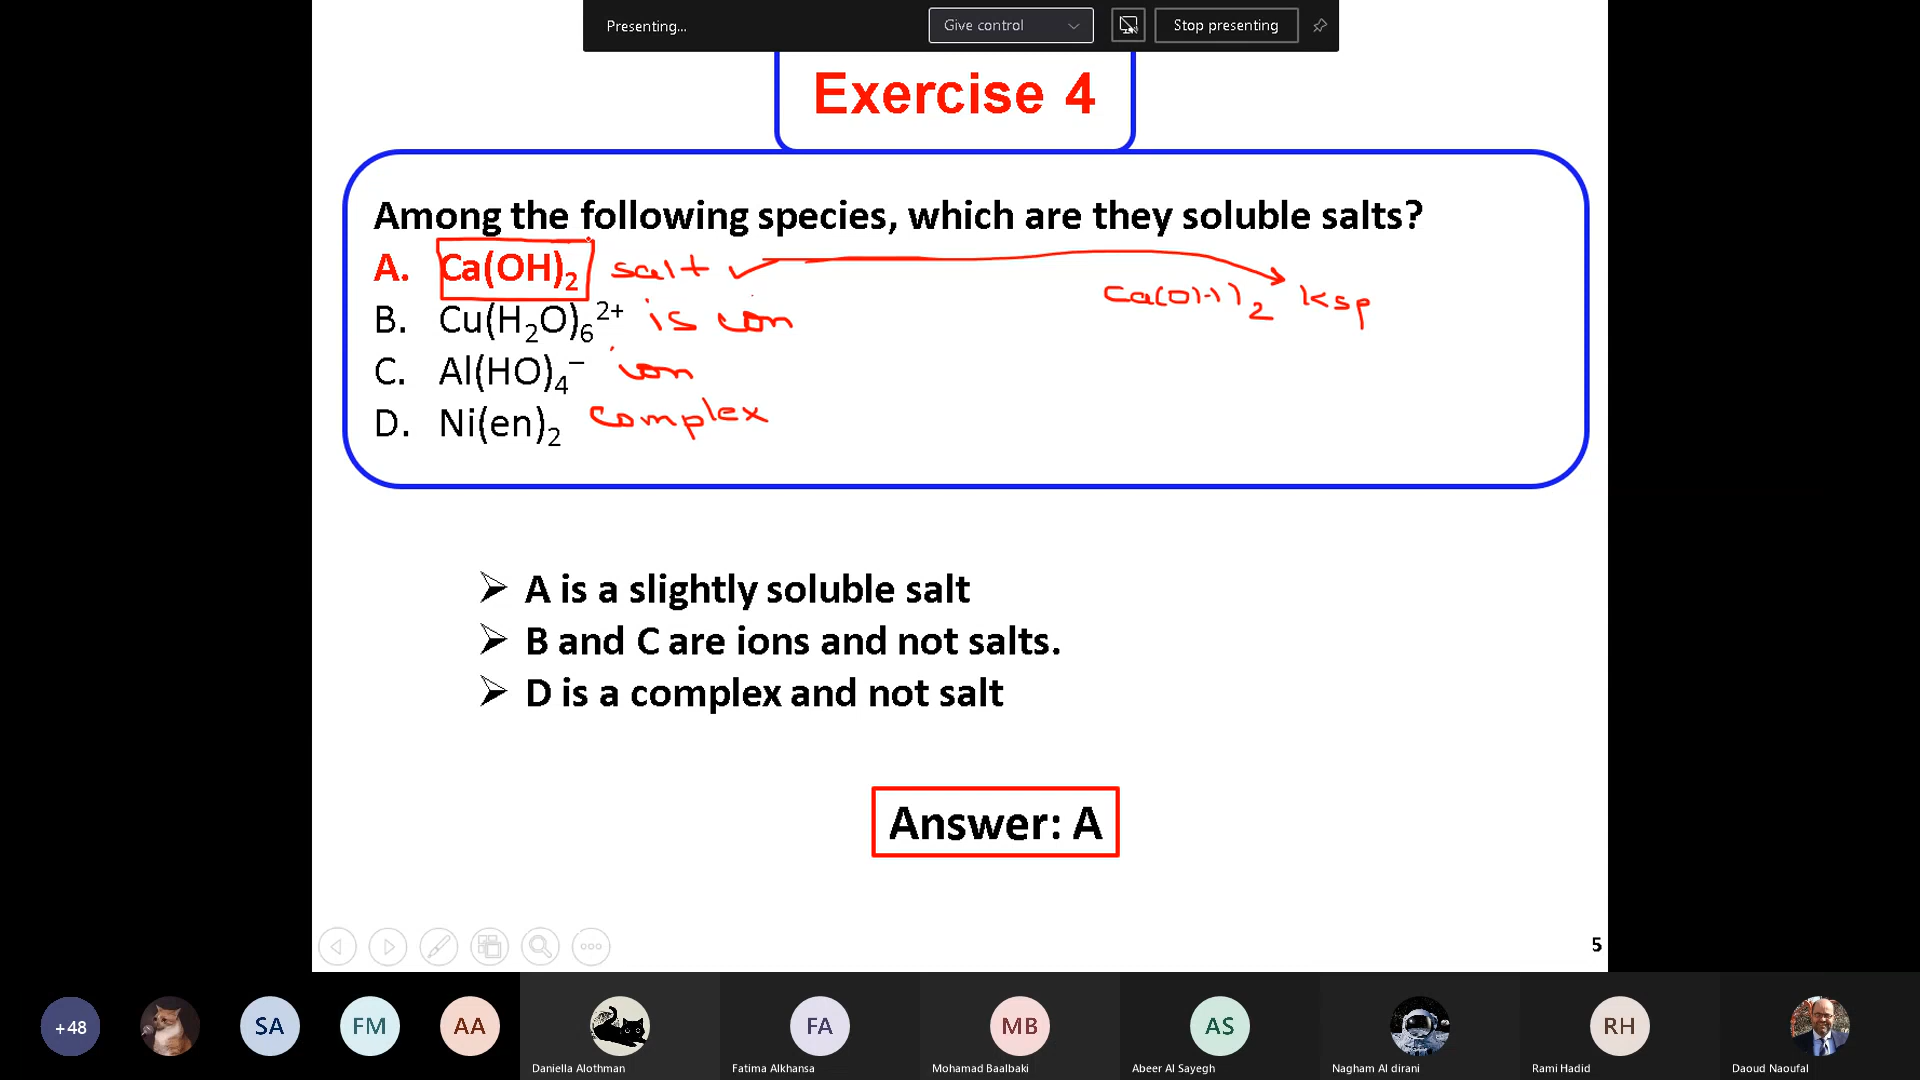 Presenting...
Give control
Stop presenting
Exercise 4
Among the following species, which are they soluble salts?
A. Ca(OH)₂ salt ✓
B. Cu(H₂O)₆²⁺ is ion
Ca(OH)₂ ksp
C. Al(HO)₄⁻ ion
D. Ni(en)₂ complex
➢ A is a slightly soluble salt
➢ B and C are ions and not salts.
➢ D is a complex and not salt
Answer: A
5
+48
SA
FM
AA
FA
MB
AS
RH
Daniella Alothman
Fatima Alkhansa
Mohamad Baalbaki
Abeer Al Sayegh
Nagham Al dirani
Rami Hadid
Daoud Naoufal